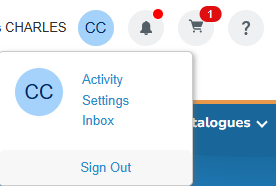 CHARLES CC 1 ?
CC
Activity
Settings
Inbox
talogues
Sign Out